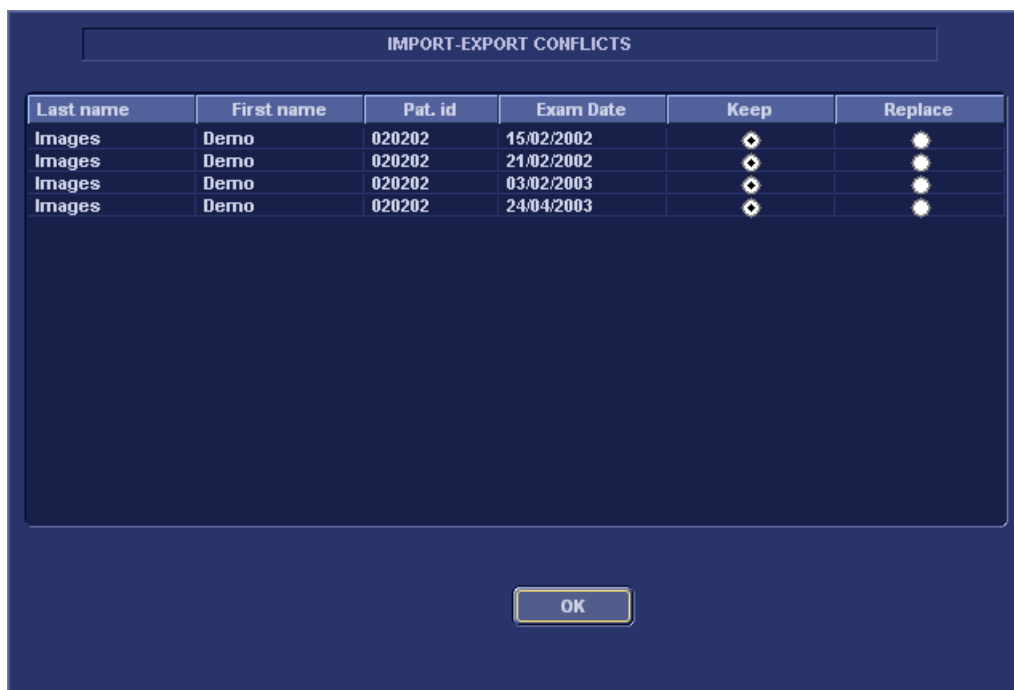 IMPORT-EXPORT CONFLICTS
Last name First name Pat. id Exam Date Keep Replace
Images Demo 020202 15/02/2002
Images Demo 020202 21/02/2002
Images Demo 020202 03/02/2003
Images Demo 020202 24/04/2003
OK